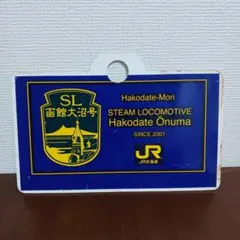 SL
函館大沼号
Hakodate-Mori
STEAM LOCOMOTIVE
Hakodate Ōnuma
SINCE 2001
JR
JR北海道